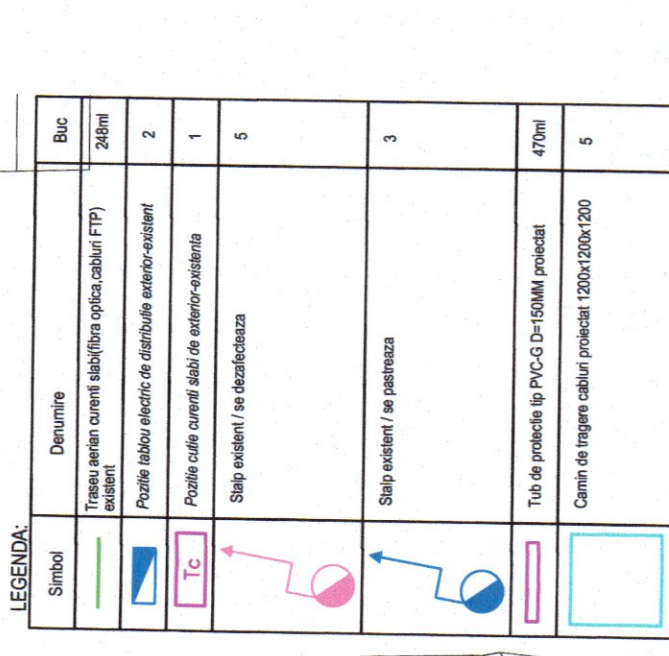 LEGENDA:
Simbol Denumire Buc
Traseu aerian curenti slabi(fibra optica,cabluri FTP)
existent 248ml
Pozitie tablou electric de distributie exterior-existent 2
Tc Pozitie cutie curenti slabi de exterior-existenta 1
Stalp existent / se dezafecteaza 5
Stalp existent / se pastreaza 3
Tub de protectie tip PVC-G D=150MM proiectat 470ml
Camin de tragere cabluri proiectat 1200x1200x1200 5